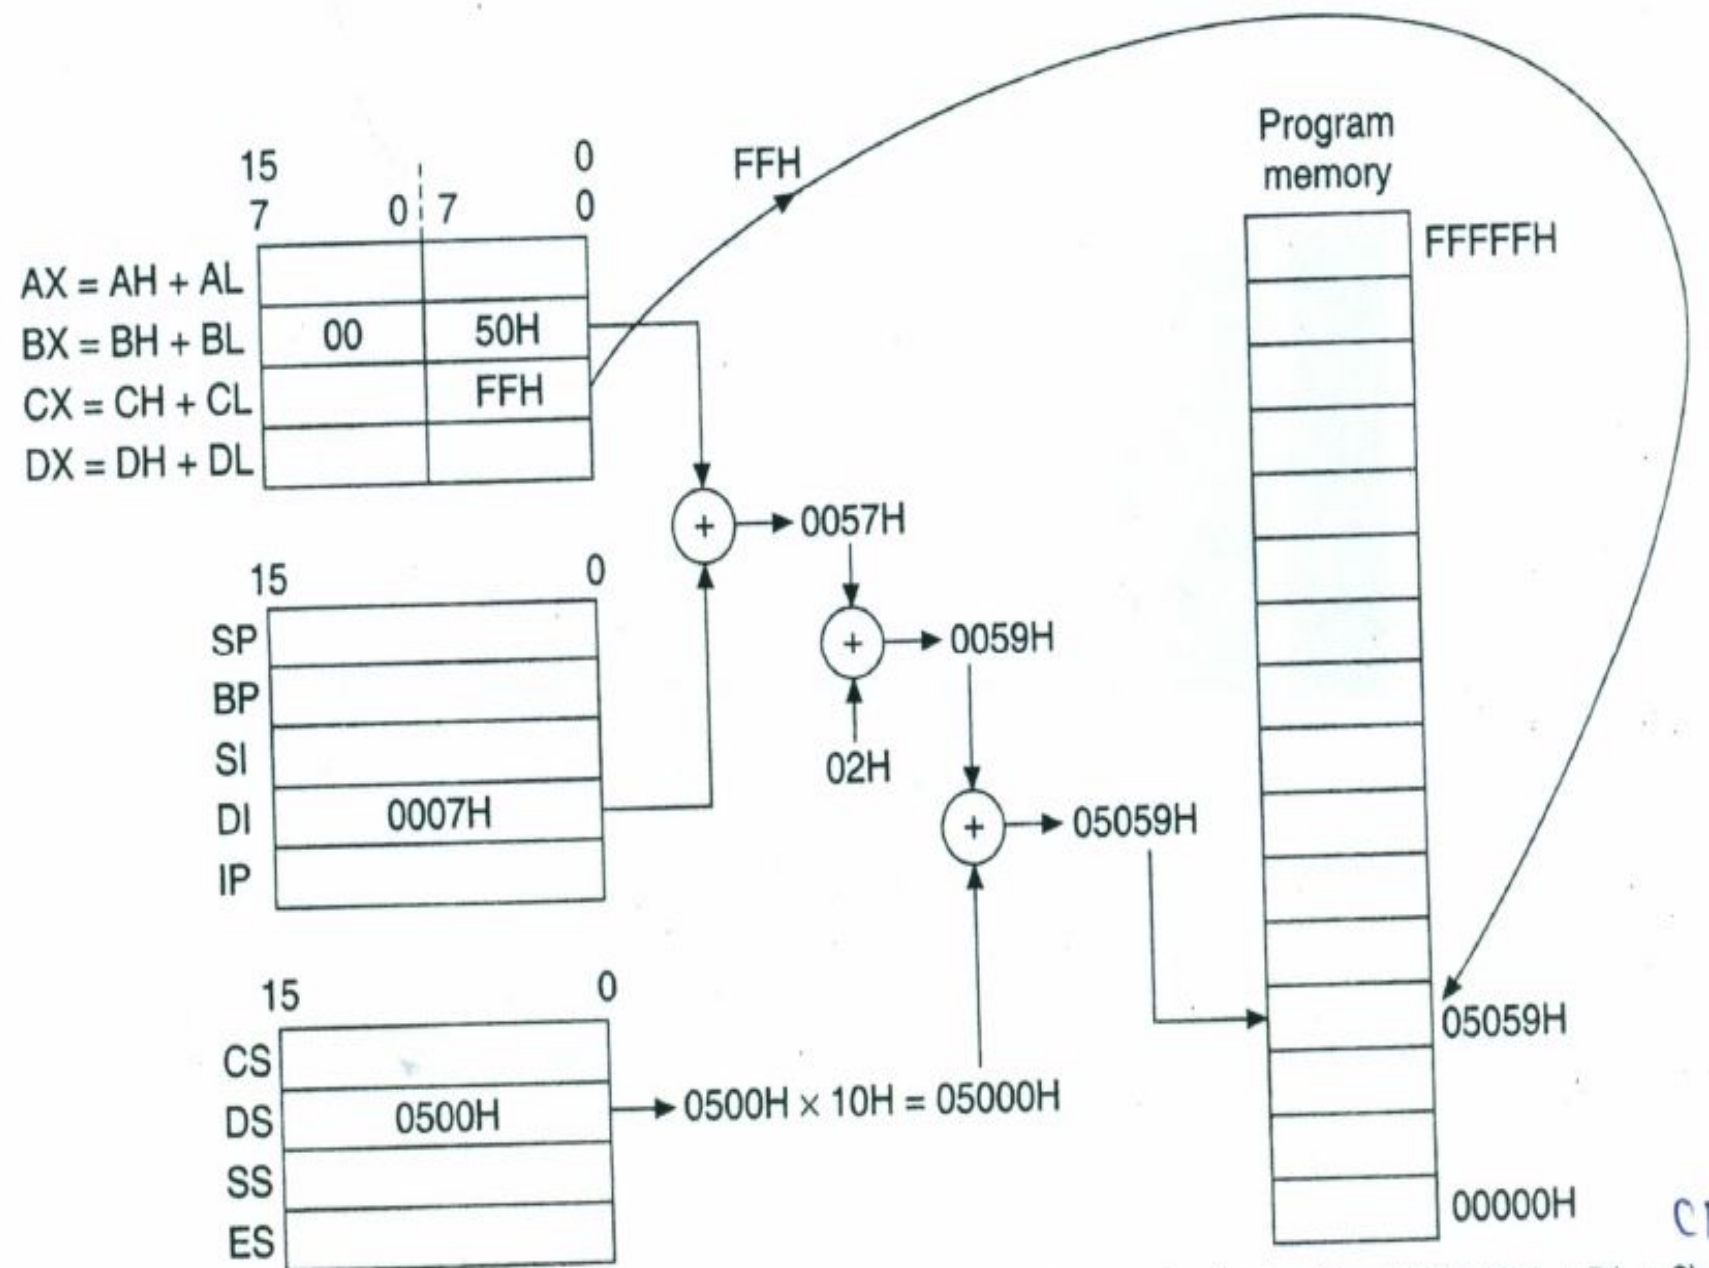 FFH
Program
memory
15 0
7 0 7 0
FFFFFH
AX = AH + AL
BX = BH + BL 00 50H
CX = CH + CL FFH
DX = DH + DL
+ 0057H
15 0
SP
+ 0059H
BP
SI
02H
DI 0007H
+ 05059H
IP
15 0
05059H
CS
DS 0500H 0500H × 10H = 05000H
SS
00000H
ES